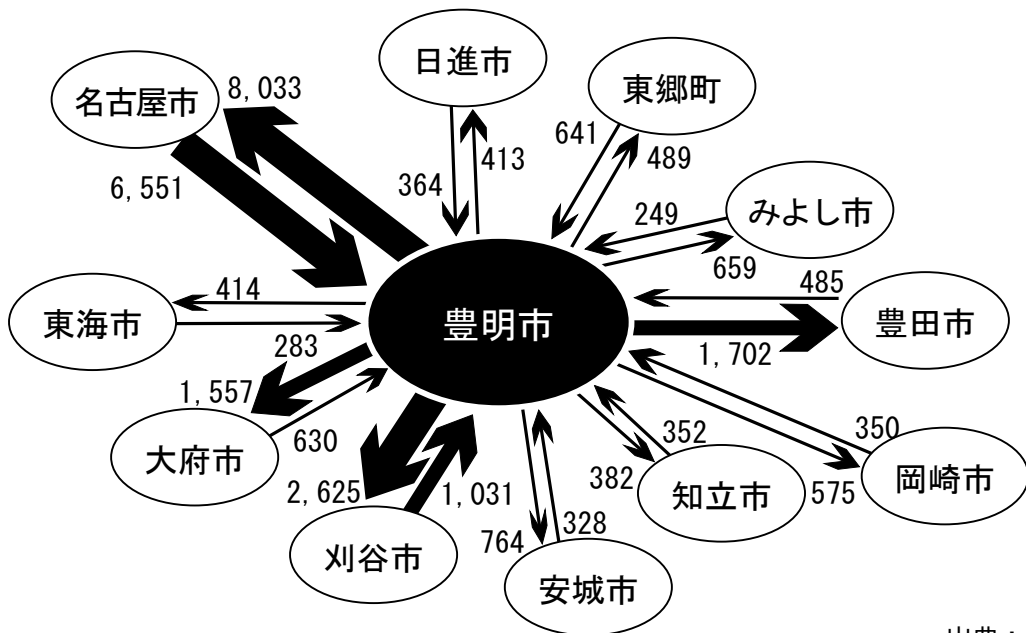 日進市
名古屋市
8,033
東郷町
641
413
489
364
6,551
みよし市
249
659
485
414
東海市
豊明市
豊田市
283
1,702
1,557
630
352
350
大府市
382
岡崎市
2,625
1,031
知立市
575
764
328
刈谷市
安城市